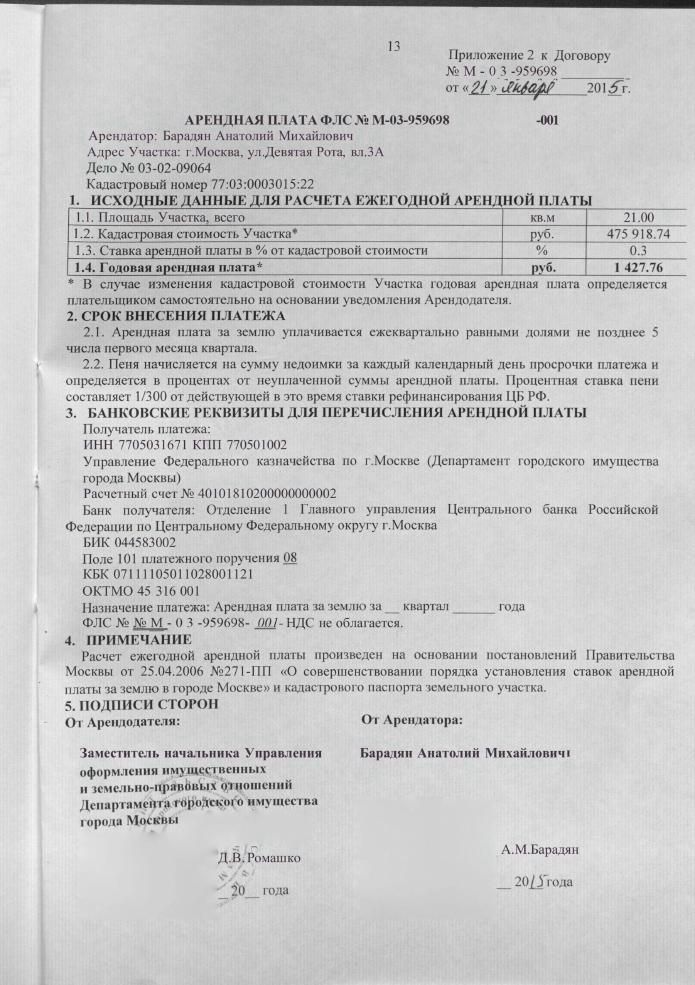 13
Приложение 2 к Договору
№ М - 0 3 -959698
от «21» января 2015 г.
АРЕНДНАЯ ПЛАТА ФЛС № М-03-959698 -001
Арендатор: Барадян Анатолий Михайлович
Адрес Участка: г.Москва, ул.Девятая Рота, вл.3А
Дело № 03-02-09064
Кадастровый номер 77:03:0003015:22
1. ИСХОДНЫЕ ДАННЫЕ ДЛЯ РАСЧЕТА ЕЖЕГОДНОЙ АРЕНДНОЙ ПЛАТЫ
1.1. Площадь Участка, всего кв.м 21.00
1.2. Кадастровая стоимость Участка* руб. 475 918.74
1.3. Ставка арендной платы в % от кадастровой стоимости % 0.3
1.4. Годовая арендная плата* руб. 1 427.76
* В случае изменения кадастровой стоимости Участка годовая арендная плата определяется
плательщиком самостоятельно на основании уведомления Арендодателя.
2. СРОК ВНЕСЕНИЯ ПЛАТЕЖА
2.1. Арендная плата за землю уплачивается ежеквартально равными долями не позднее 5
числа первого месяца квартала.
2.2. Пеня начисляется на сумму недоимки за каждый календарный день просрочки платежа и
определяется в процентах от неуплаченной суммы арендной платы. Процентная ставка пени
составляет 1/300 от действующей в это время ставки рефинансирования ЦБ РФ.
3. БАНКОВСКИЕ РЕКВИЗИТЫ ДЛЯ ПЕРЕЧИСЛЕНИЯ АРЕНДНОЙ ПЛАТЫ
Получатель платежа:
ИНН 7705031671 КПП 770501002
Управление Федерального казначейства по г.Москве (Департамент городского имущества
города Москвы)
Расчетный счет № 40101810200000000002
Банк получателя: Отделение 1 Главного управления Центрального банка Российской
Федерации по Центральному Федеральному округу г.Москва
БИК 044583002
Поле 101 платежного поручения 08
КБК 07111105011028001121
ОКТМО 45 316 001
Назначение платежа: Арендная плата за землю за __ квартал ______ года
ФЛС № № М - 0 3 -959698- 001- НДС не облагается.
4. ПРИМЕЧАНИЕ
Расчет ежегодной арендной платы произведен на основании постановлений Правительства
Москвы от 25.04.2006 №271-ПП «О совершенствовании порядка установления ставок арендной
платы за землю в городе Москве» и кадастрового паспорта земельного участка.
5. ПОДПИСИ СТОРОН
От Арендодателя: От Арендатора:
Заместитель начальника Управления Барадян Анатолий Михайлович
оформления имущественных
и земельно-правовых отношений
Департамента городского имущества
города Москвы
Д.В.Ромашко А.М.Барадян
__ 20__ года __ 2015 года